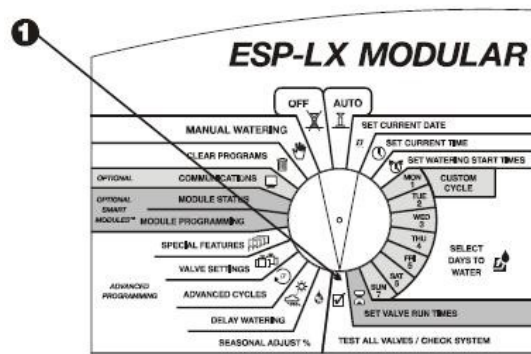 1
ESP-LX MODULAR
OFF
AUTO
MANUAL WATERING
SET CURRENT DATE
17
SET CURRENT TIME
CLEAR PROGRAMS
SET WATERING START TIMES
OPTIONAL
COMMUNICATIONS
MON
1
CUSTOM
CYCLE
OPTIONAL
SMART
MODULES™
MODULE STATUS
TUE
2
MODULE PROGRAMMING
WED
3
SPECIAL FEATURES
THU
4
VALVE SETTINGS
FRI
5
SELECT
DAYS TO
WATER
ADVANCED
PROGRAMMING
ADVANCED CYCLES
SAT
6
SUN
7
DELAY WATERING
SET VALVE RUN TIMES
SEASONAL ADJUST %
TEST ALL VALVES / CHECK SYSTEM